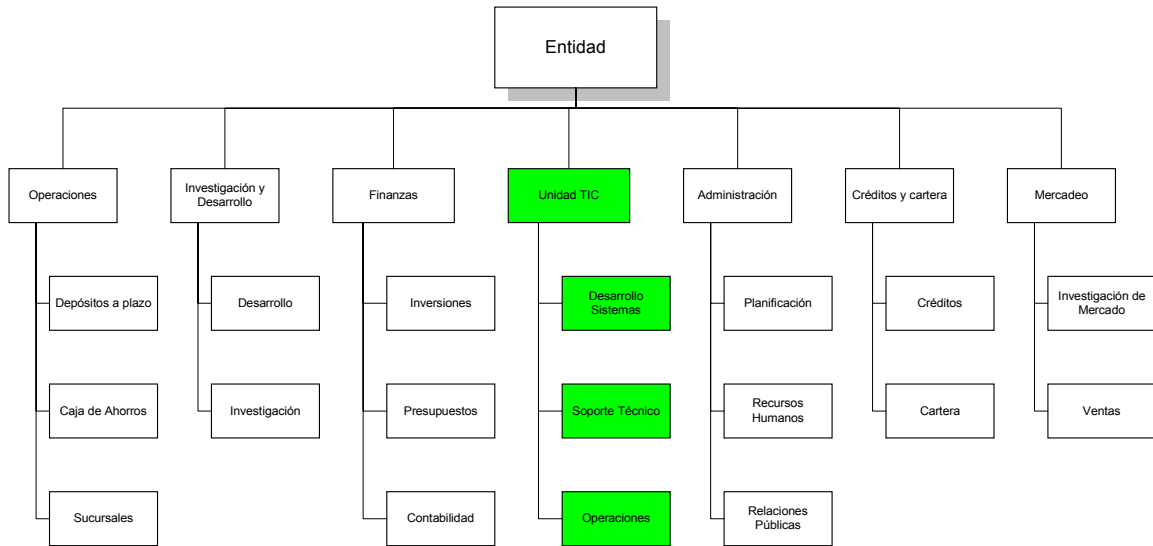 Entidad
Operaciones
Investigación y
Desarrollo
Finanzas
Unidad TIC
Administración
Créditos y cartera
Mercadeo
Depósitos a plazo
Desarrollo
Inversiones
Desarrollo
Sistemas
Planificación
Créditos
Investigación de
Mercado
Caja de Ahorros
Investigación
Presupuestos
Soporte Técnico
Recursos
Humanos
Cartera
Ventas
Sucursales
Contabilidad
Operaciones
Relaciones
Públicas